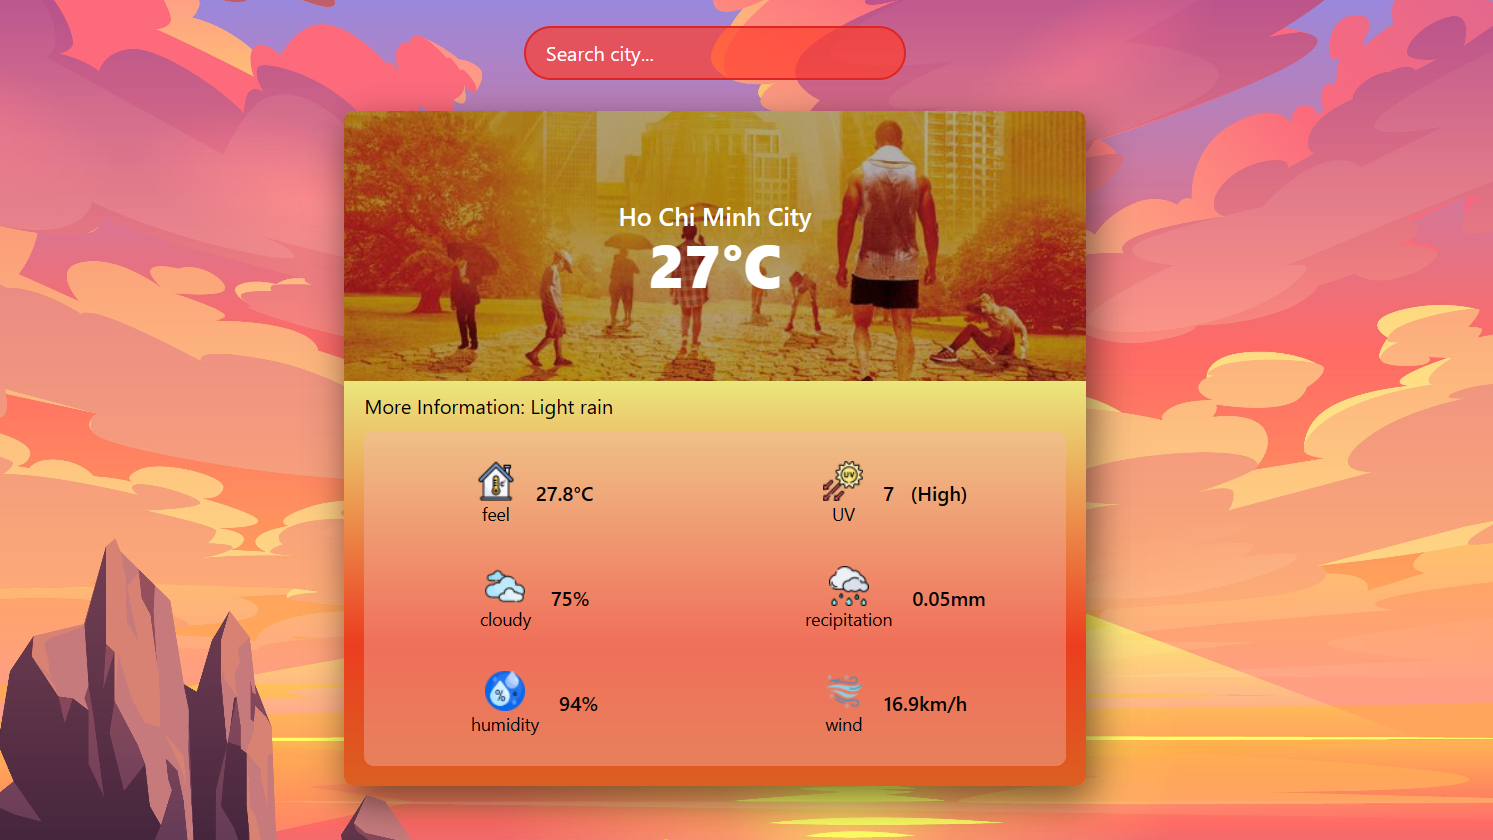 Search city...
Ho Chi Minh City
27°C
More Information: Light rain
27.8°C
feel
UV
7 (High)
UV
75%
cloudy
0.05mm
recipitation
%
94%
humidity
16.9km/h
wind